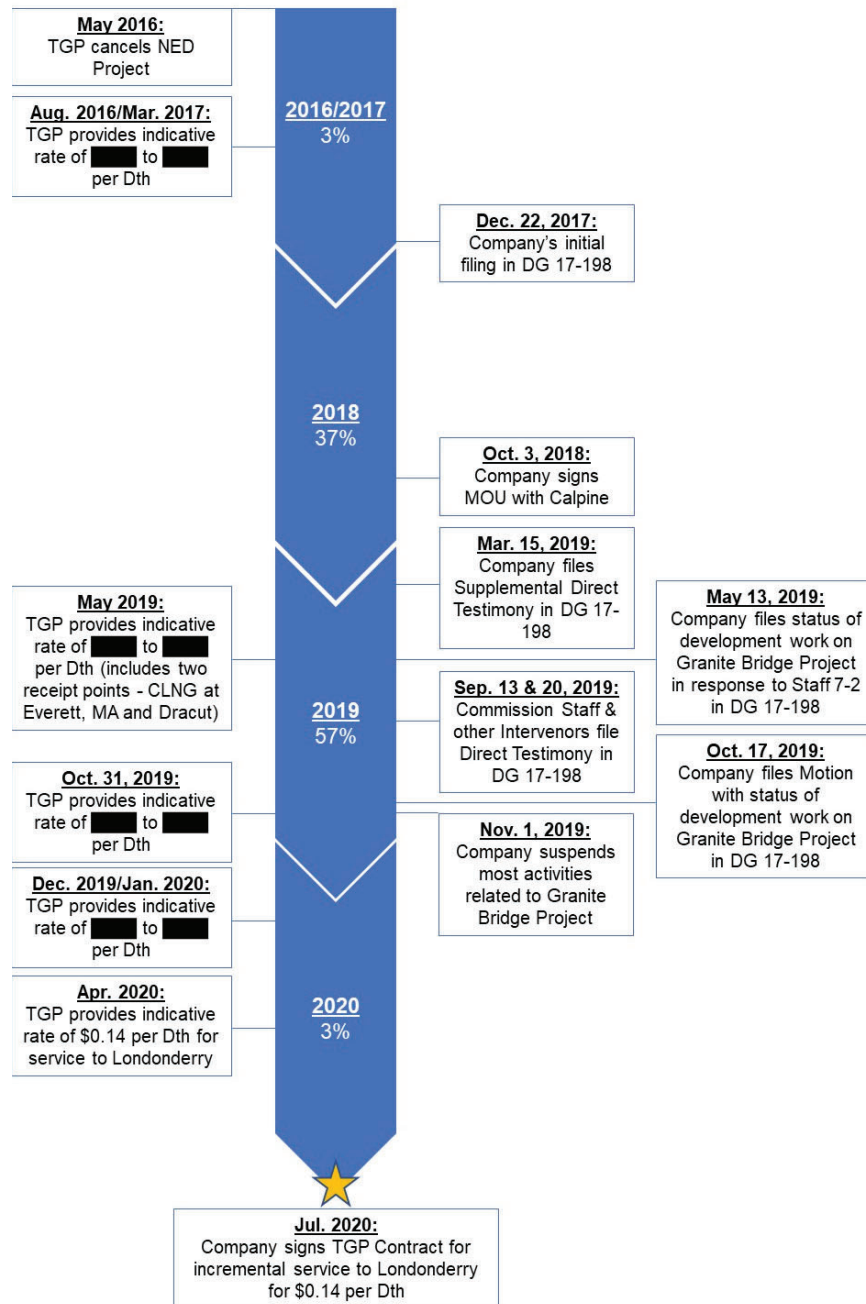 May 2016:
TGP cancels NED
Project
Aug. 2016/Mar. 2017:
TGP provides indicative
rate of to
per Dth
2016/2017
3%
Dec. 22, 2017:
Company's initial
filing in DG 17-198
2018
37%
Oct. 3, 2018:
Company signs
MOU with Calpine
Mar. 15, 2019:
Company files
Supplemental Direct
Testimony in DG 17-
198
May 2019:
TGP provides indicative
rate of to
per Dth (includes two
receipt points - CLNG at
Everett, MA and Dracut)
May 13, 2019:
Company files status of
development work on
Granite Bridge Project
in response to Staff 7-2
in DG 17-198
2019
57%
Sep. 13 & 20, 2019:
Commission Staff &
other Intervenors file
Direct Testimony in
DG 17-198
Oct. 17, 2019:
Company files Motion
with status of
development work on
Granite Bridge Project
in DG 17-198
Oct. 31, 2019:
TGP provides indicative
rate of to
per Dth
Nov. 1, 2019:
Company suspends
most activities
related to Granite
Bridge Project
Dec. 2019/Jan. 2020:
TGP provides indicative
rate of to
per Dth
2020
3%
Apr. 2020:
TGP provides indicative
rate of $0.14 per Dth for
service to Londonderry
Jul. 2020:
Company signs TGP Contract for
incremental service to Londonderry
for $0.14 per Dth